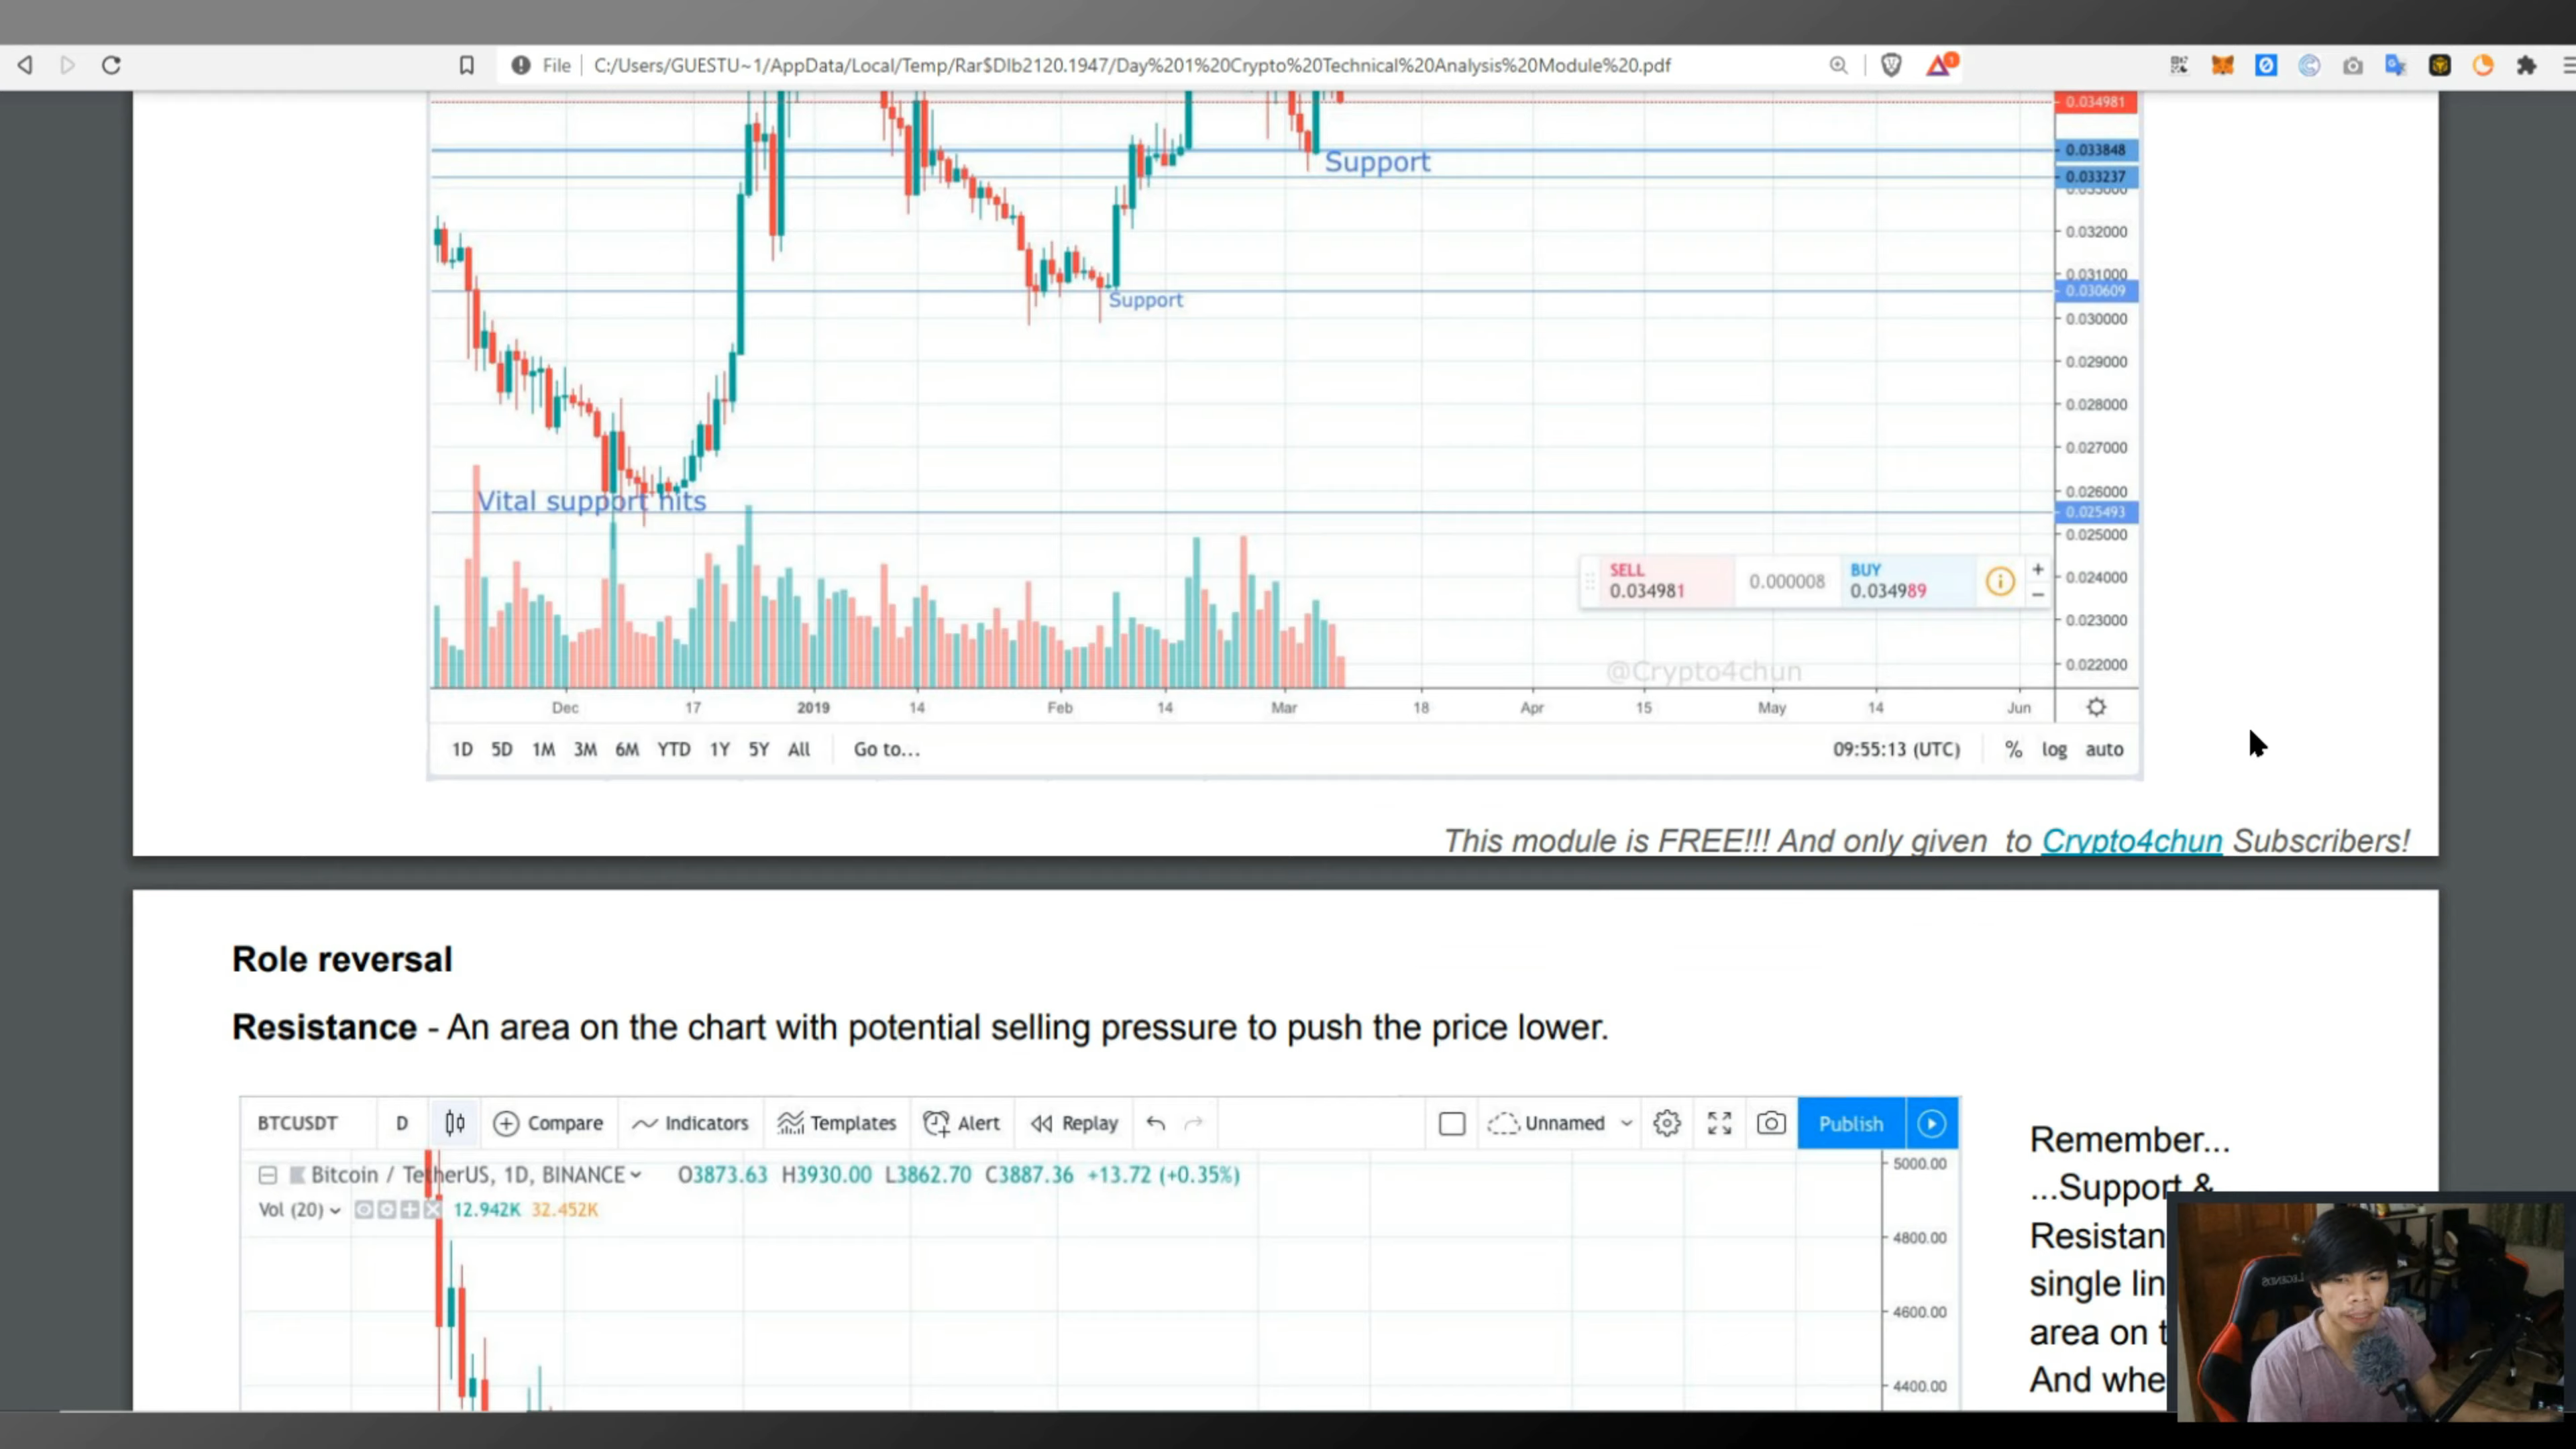 File C:/Users/GUESTU~1/AppData/Local/Temp/Rar$DIb2120.1947/Day%201%20Crypto%20Technical%20Analysis%20Module%20.pdf
1
0.034981
0.033848
Support
0.033237
0.033000
0.032000
0.031000
0.030609
Support
0.030000
0.029000
0.028000
0.027000
0.026000
Vital support hits
0.025493
0.025000
SELL
0.034981
0.000008
BUY
0.034989
0.024000
0.023000
@Crypto4chun
0.022000
Dec 17 2019 14 Feb 14 Mar 18 Apr 15 May 14 Jun
1D 5D 1M 3M 6M YTD 1Y 5Y All Go to... 09:55:13 (UTC) % log auto
This module is FREE!!! And only given to Crypto4chun Subscribers!
Role reversal
Resistance - An area on the chart with potential selling pressure to push the price lower.
BTCUSDT D Compare Indicators Templates Alert Replay Unnamed Publish
Bitcoin / TetherUS, 1D, BINANCE O3873.63 H3930.00 L3862.70 C3887.36 +13.72 (+0.35%)
Vol (20) 12.942K 32.452K
5000.00
4800.00
4600.00
4400.00
Remember...
...Support &
Resistan
single lin
area on t
And whe